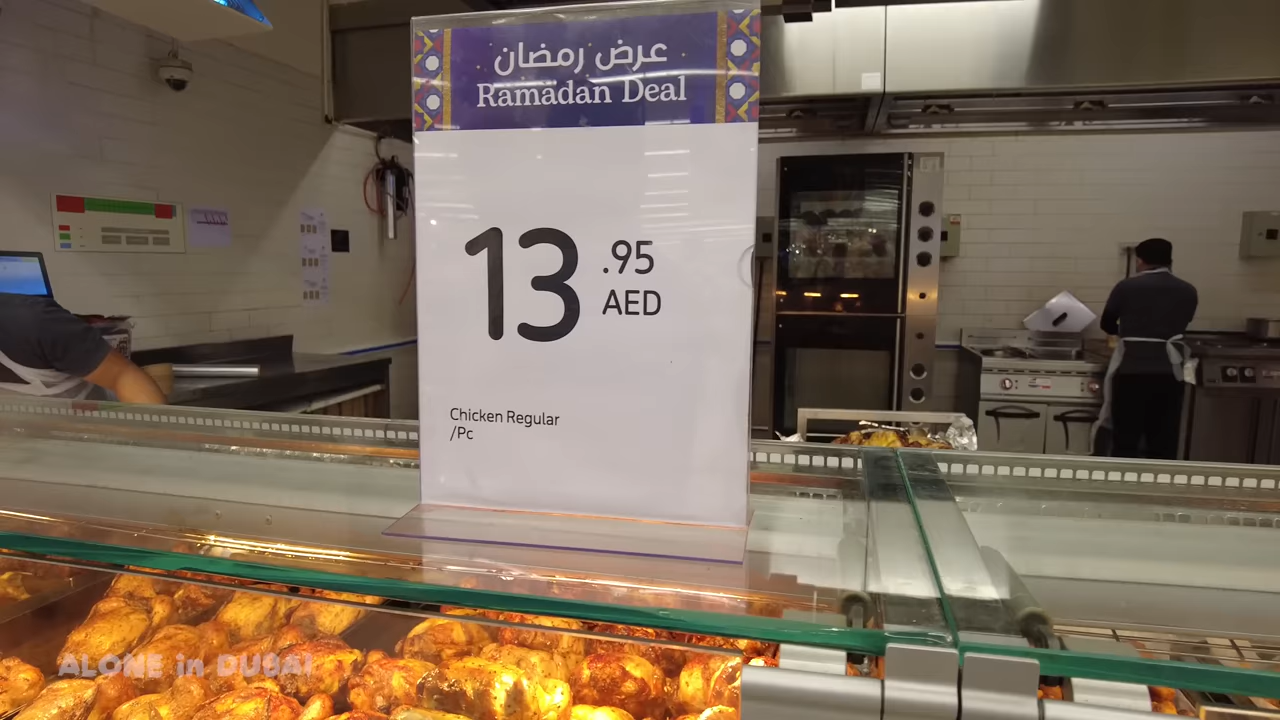 عرض رمضان
Ramadan Deal
13.95
AED
Chicken Regular
/Pc
ALONE in DUBAI